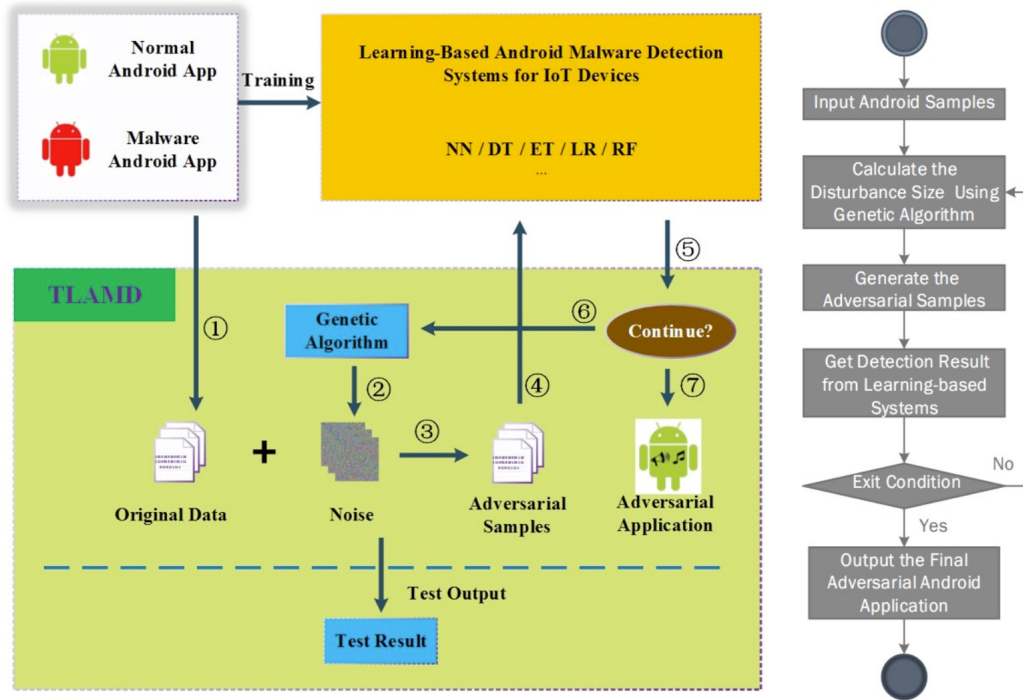 Normal
Android App
Malware
Android App
Training
Learning-Based Android Malware Detection
Systems for IoT Devices
NN / DT / ET / LR / RF
...
TLAMD
①
Genetic
Algorithm
②
③
④
⑤
⑥
Continue?
⑦
+
Original Data
Noise
Adversarial
Samples
Adversarial
Application
Test Output
Test Result
Input Android Samples
Calculate the
Disturbance Size Using
Genetic Algorithm
Generate the
Adversarial Samples
Get Detection Result
from Learning-based
Systems
Exit Condition
No
Yes
Output the Final
Adversarial Android
Application